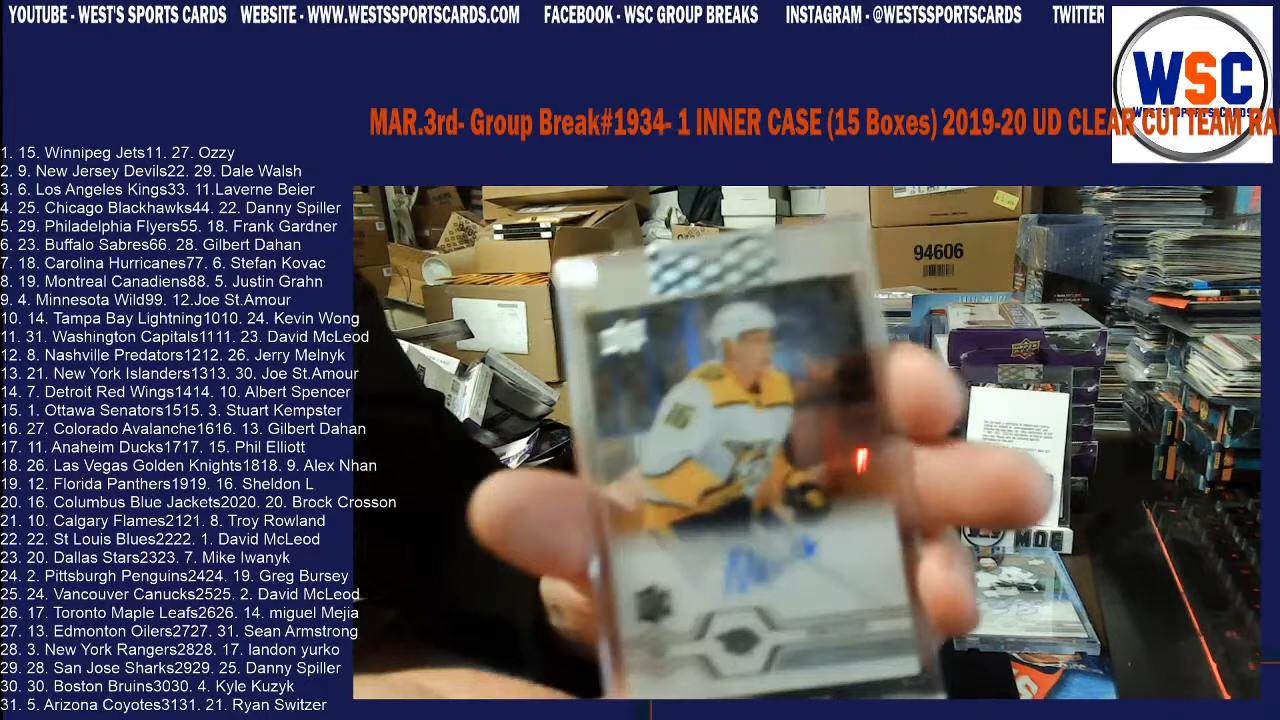 YOUTUBE - WEST'S SPORTS CARDS WEBSITE - WWW.WESTSSPORTSCARDS.COM FACEBOOK - WSC GROUP BREAKS INSTAGRAM - @WESTSSPORTSCARDS TWITTER
WSC
West's Sports Cards
MAR.3rd- Group Break#1934- 1 INNER CASE (15 Boxes) 2019-20 UD CLEAR CUT TEAM RA
1. 15. Winnipeg Jets11. 27. Ozzy
2. 9. New Jersey Devils22. 29. Dale Walsh
3. 6. Los Angeles Kings33. 11.Laverne Beier
4. 25. Chicago Blackhawks44. 22. Danny Spiller
5. 29. Philadelphia Flyers55. 18. Frank Gardner
6. 23. Buffalo Sabres66. 28. Gilbert Dahan
7. 18. Carolina Hurricanes77. 6. Stefan Kovac
8. 19. Montreal Canadiens88. 5. Justin Grahn
9. 4. Minnesota Wild99. 12.Joe St.Amour
10. 14. Tampa Bay Lightning1010. 24. Kevin Wong
11. 31. Washington Capitals1111. 23. David McLeod
12. 8. Nashville Predators1212. 26. Jerry Melnyk
13. 21. New York Islanders1313. 30. Joe St.Amour
14. 7. Detroit Red Wings1414. 10. Albert Spencer
15. 1. Ottawa Senators1515. 3. Stuart Kempster
16. 27. Colorado Avalanche1616. 13. Gilbert Dahan
17. 11. Anaheim Ducks1717. 15. Phil Elliott
18. 26. Las Vegas Golden Knights1818. 9. Alex Nhan
19. 12. Florida Panthers1919. 16. Sheldon L
20. 16. Columbus Blue Jackets2020. 20. Brock Crosson
21. 10. Calgary Flames2121. 8. Troy Rowland
22. 22. St Louis Blues2222. 1. David McLeod
23. 20. Dallas Stars2323. 7. Mike Iwanyk
24. 2. Pittsburgh Penguins2424. 19. Greg Bursey
25. 24. Vancouver Canucks2525. 2. David McLeod
26. 17. Toronto Maple Leafs2626. 14. miguel Mejia
27. 13. Edmonton Oilers2727. 31. Sean Armstrong
28. 3. New York Rangers2828. 17. landon yurko
29. 28. San Jose Sharks2929. 25. Danny Spiller
30. 30. Boston Bruins3030. 4. Kyle Kuzyk
31. 5. Arizona Coyotes3131. 21. Ryan Switzer
94606